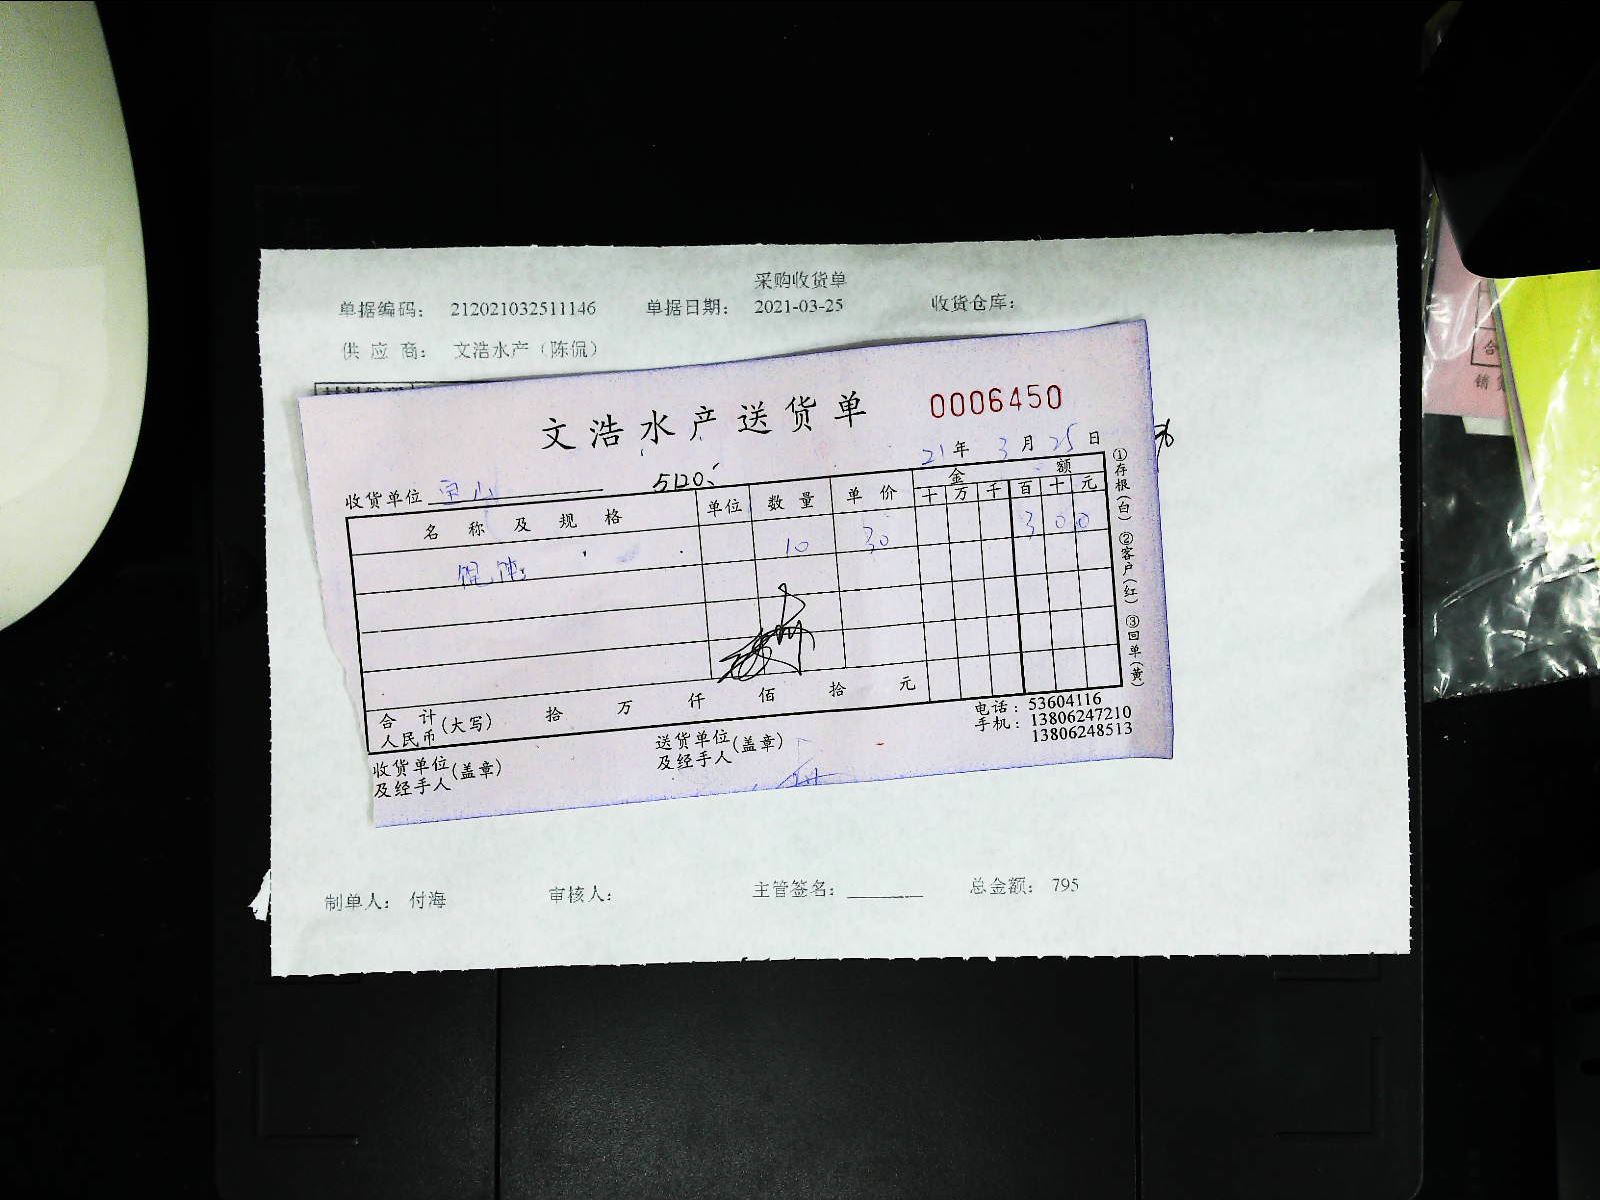 采购收货单
单据编码： 212021032511146 单据日期： 2021-03-25 收货仓库：
供 应 商： 文浩水产（陈侃）
文浩水产送货单 0006450
21年 3月 25日
收货单位 宝山 5120
名 称 及 规 格 单位 数量 单价 金 额
十 万 千 百 十 元
馄饨 10 30 3 0 0
合 计 (大写) 拾 万 仟 佰 拾 元
人民币
收货单位 (盖章)
及经手人
送货单位 (盖章)
及经手人
电话：53604116
手机：13806247210
13806248513
①存根(白) ②客户(红) ③回单(黄)
制单人： 付海 审核人： 主管签名： 总金额： 795